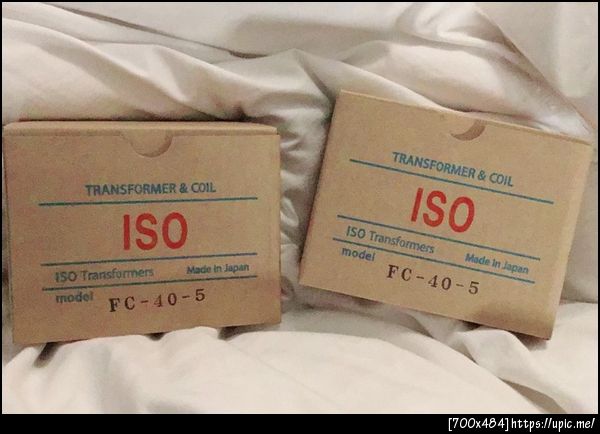 TRANSFORMER & COIL
ISO
ISO Transformers Made in Japan
model FC-40-5
TRANSFORMER & COIL
ISO
ISO Transformers Made in Japan
model FC-40-5
[700x484]https://upic.me/